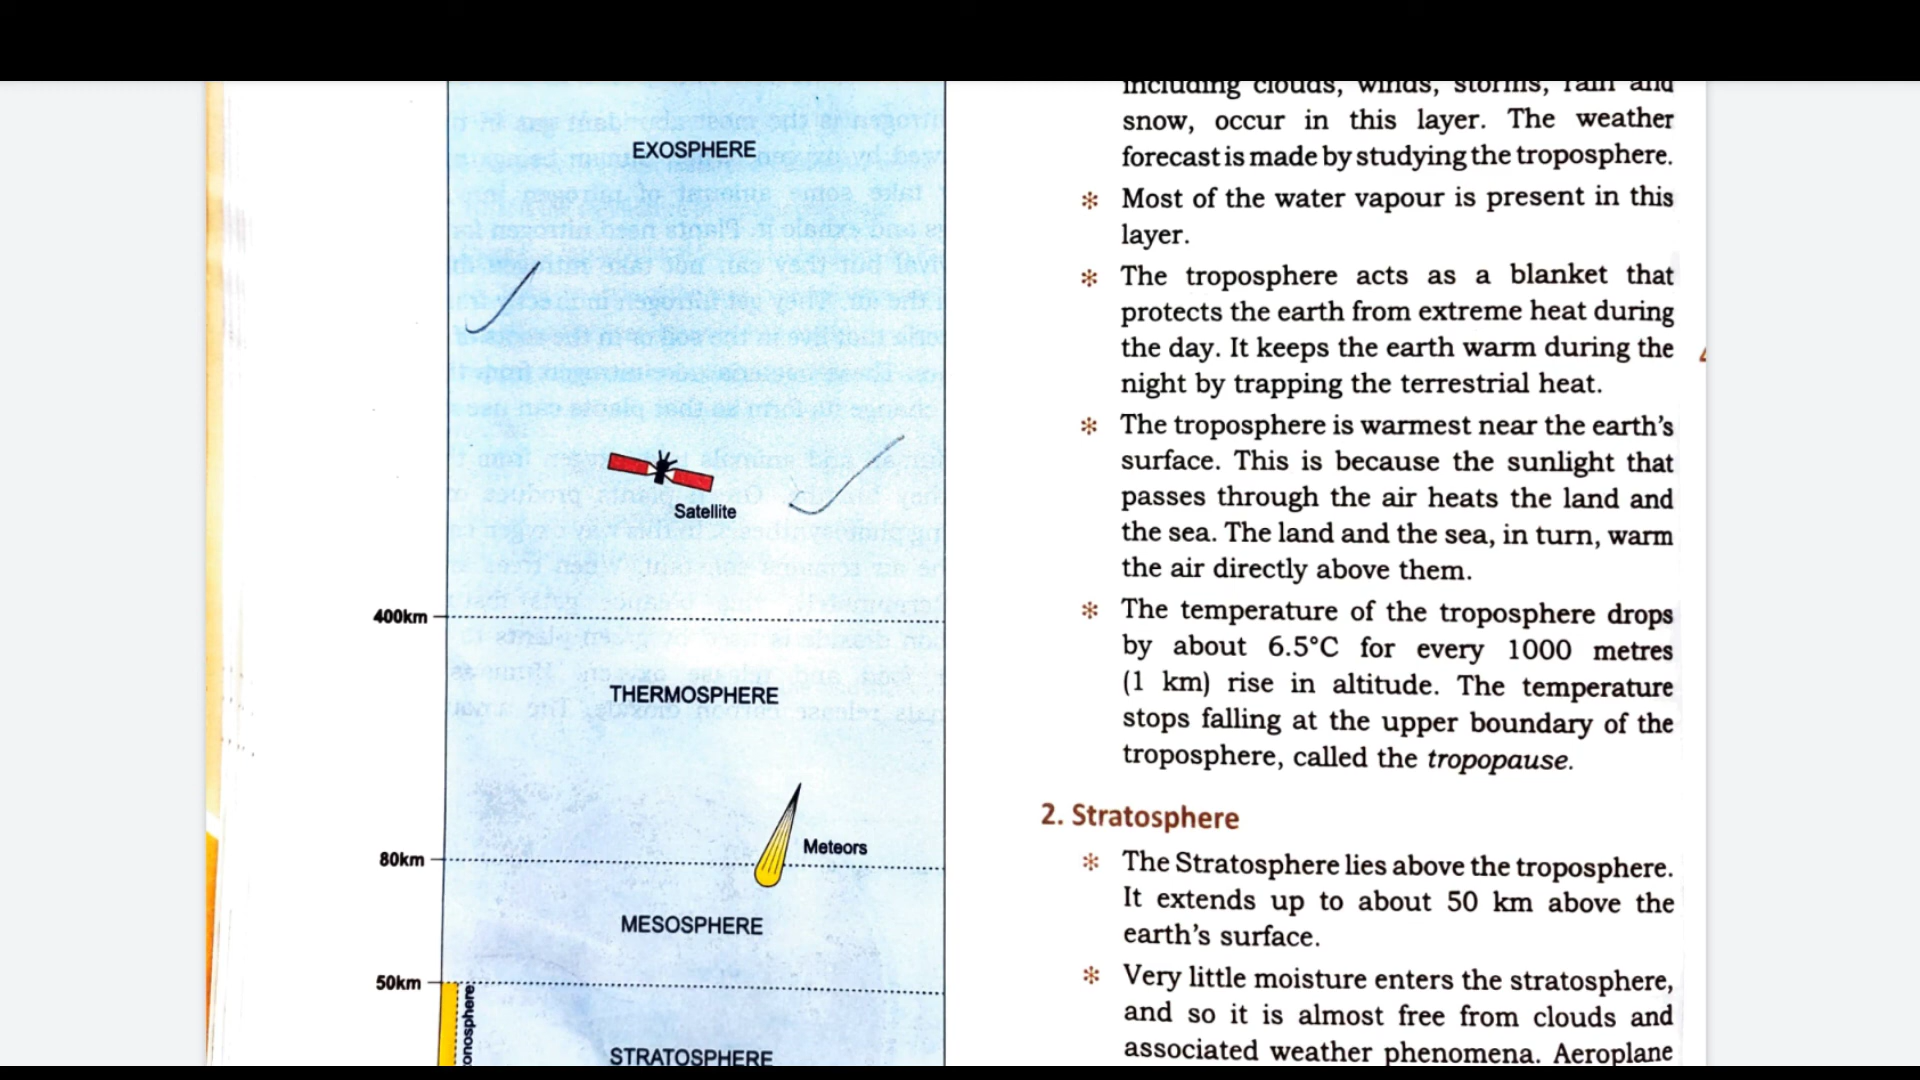 EXOSPHERE
Satellite
400km
THERMOSPHERE
Meteors
80km
MESOSPHERE
50km
STRATOSPHERE
including clouds, winds, storms, rain and
snow, occur in this layer. The weather
forecast is made by studying the troposphere.
* Most of the water vapour is present in this
layer.
* The troposphere acts as a blanket that
protects the earth from extreme heat during
the day. It keeps the earth warm during the
night by trapping the terrestrial heat.
* The troposphere is warmest near the earth's
surface. This is because the sunlight that
passes through the air heats the land and
the sea. The land and the sea, in turn, warm
the air directly above them.
* The temperature of the troposphere drops
by about 6.5°C for every 1000 metres
(1 km) rise in altitude. The temperature
stops falling at the upper boundary of the
troposphere, called the tropopause.
2. Stratosphere
* The Stratosphere lies above the troposphere.
It extends up to about 50 km above the
earth's surface.
* Very little moisture enters the stratosphere,
and so it is almost free from clouds and
associated weather phenomena. Aeroplane